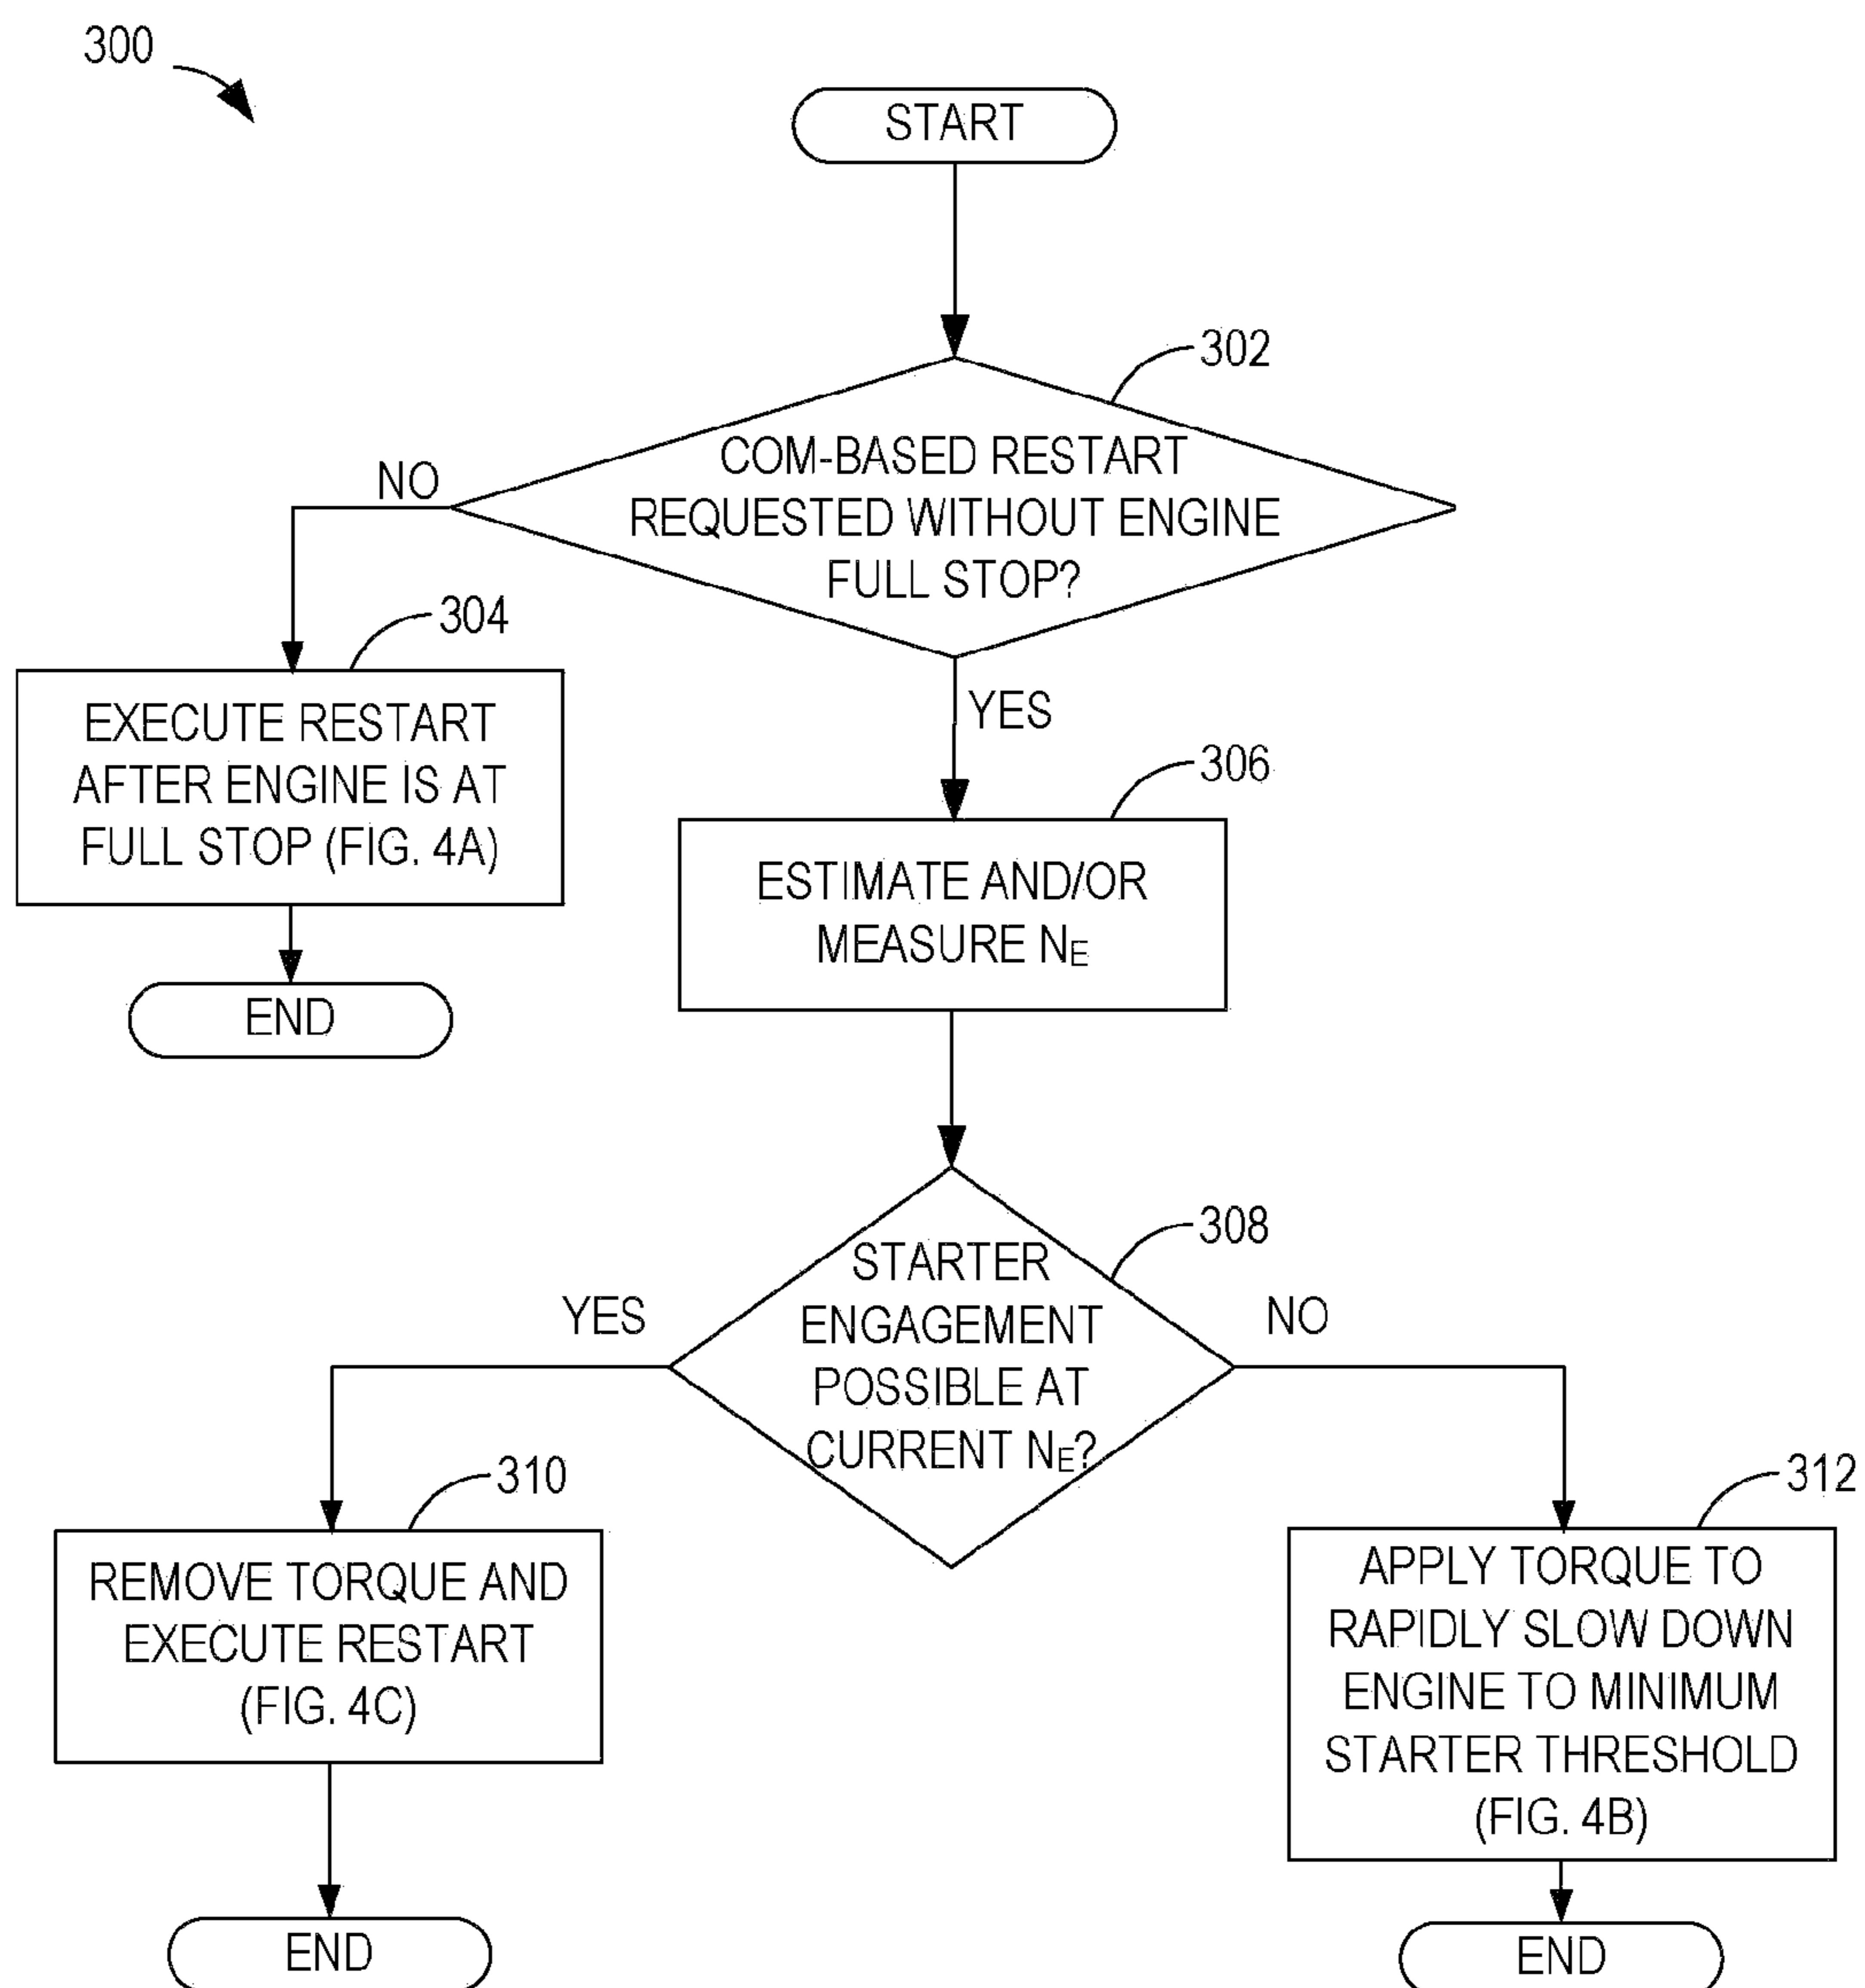 300
START
302
COM-BASED RESTART
REQUESTED WITHOUT ENGINE
FULL STOP?
NO
YES
304
EXECUTE RESTART
AFTER ENGINE IS AT
FULL STOP (FIG. 4A)
END
306
ESTIMATE AND/OR
MEASURE NE
308
STARTER
ENGAGEMENT
POSSIBLE AT
CURRENT NE?
YES
NO
310
REMOVE TORQUE AND
EXECUTE RESTART
(FIG. 4C)
END
312
APPLY TORQUE TO
RAPIDLY SLOW DOWN
ENGINE TO MINIMUM
STARTER THRESHOLD
(FIG. 4B)
END